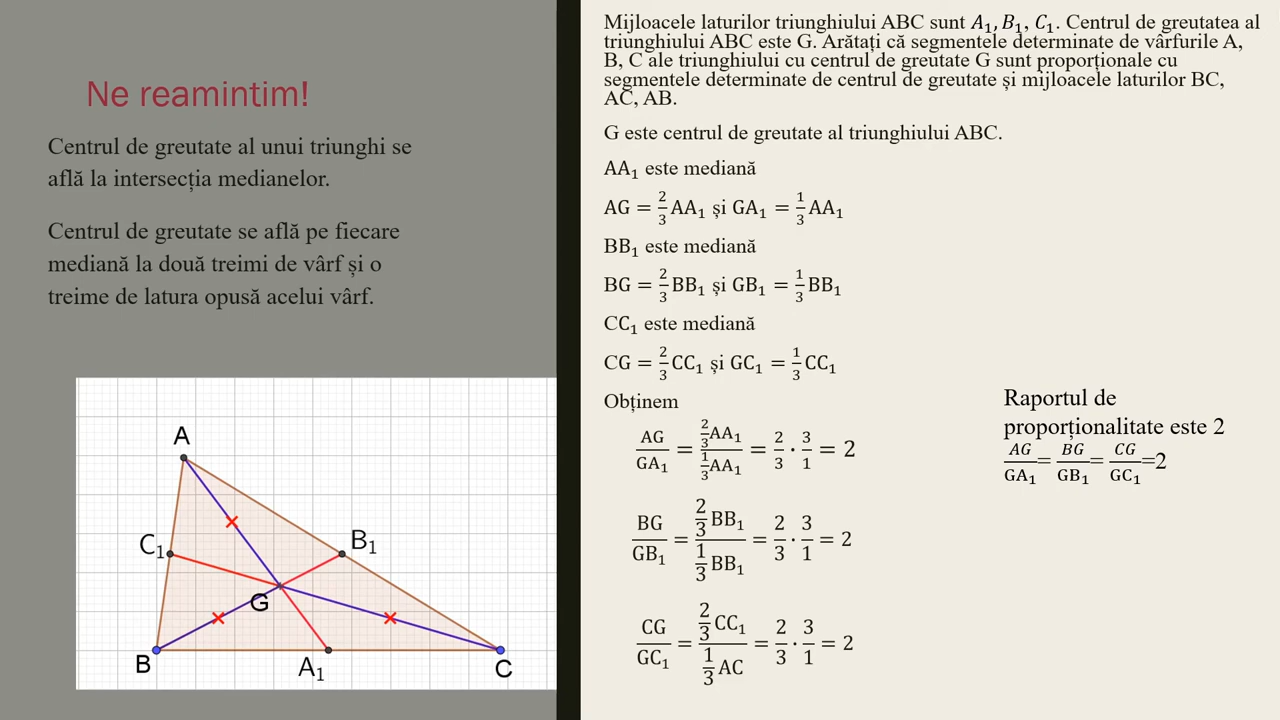 Ne reamintim!
Centrul de greutate al unui triunghi se
află la intersecția medianelor.
Centrul de greutate se află pe fiecare
mediană la două treimi de vârf și o
treime de latura opusă acelui vârf.
A
C₁
B₁
G
B
A₁
C
Mijloacele laturilor triunghiului ABC sunt A₁, B₁, C₁. Centrul de greutatea al
triunghiului ABC este G. Arătați că segmentele determinate de vârfurile A,
B, C ale triunghiului cu centrul de greutate G sunt proporționale cu
segmentele determinate de centrul de greutate și mijloacele laturilor BC,
AC, AB.
G este centrul de greutate al triunghiului ABC.
AA₁ este mediană
AG = 2/3 AA₁ și GA₁ = 1/3 AA₁
BB₁ este mediană
BG = 2/3 BB₁ și GB₁ = 1/3 BB₁
CC₁ este mediană
CG = 2/3 CC₁ și GC₁ = 1/3 CC₁
Obținem
AG/GA₁ = (2/3 AA₁)/(1/3 AA₁) = 2/3 · 3/1 = 2
BG/GB₁ = (2/3 BB₁)/(1/3 BB₁) = 2/3 · 3/1 = 2
CG/GC₁ = (2/3 CC₁)/(1/3 AC) = 2/3 · 3/1 = 2
Raportul de
proporționalitate este 2
AG/GA₁= BG/GB₁= CG/GC₁=2